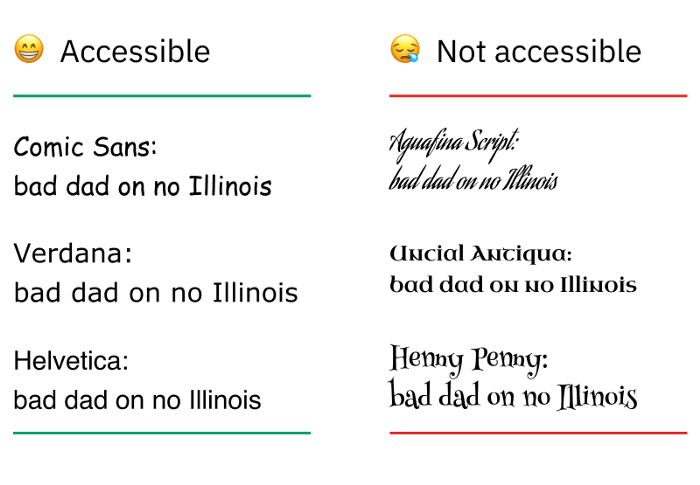 😁 Accessible
Comic Sans:
bad dad on no Illinois
Verdana:
bad dad on no Illinois
Helvetica:
bad dad on no Illinois
😪 Not accessible
Aguafina Script:
bad dad on no Illinois
Uncial Antiqua:
bad dad on no Illinois
Henny Penny:
bad dad on no Illinois